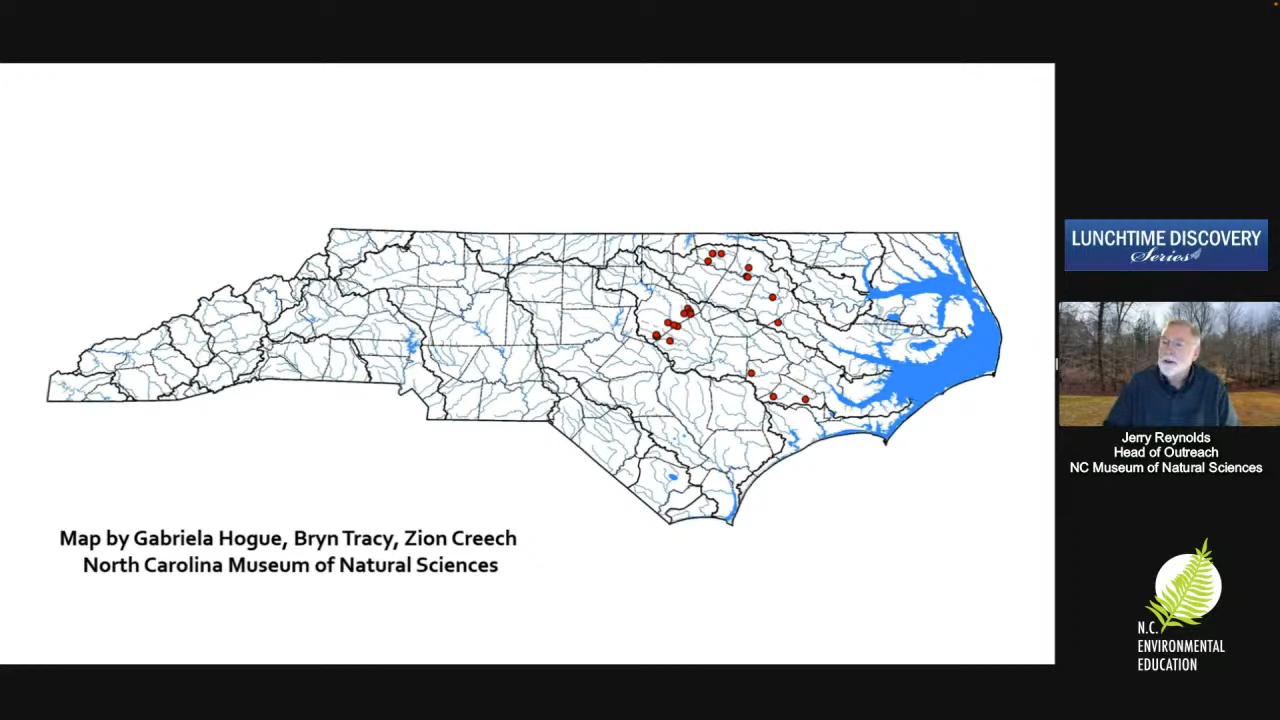 Map by Gabriela Hogue, Bryn Tracy, Zion Creech
North Carolina Museum of Natural Sciences
LUNCHTIME DISCOVERY
Series
Jerry Reynolds
Head of Outreach
NC Museum of Natural Sciences
N.C.
ENVIRONMENTAL
EDUCATION